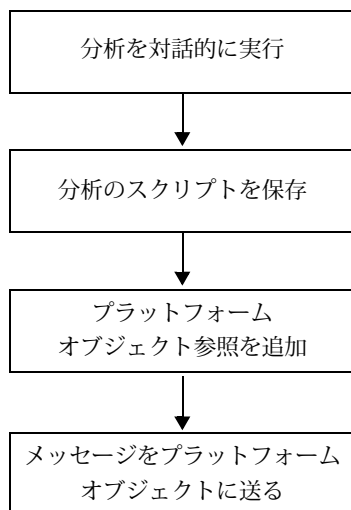 分析を対話的に実行
分析のスクリプトを保存
プラットフォーム
オブジェクト参照を追加
メッセージをプラットフォーム
オブジェクトに送る